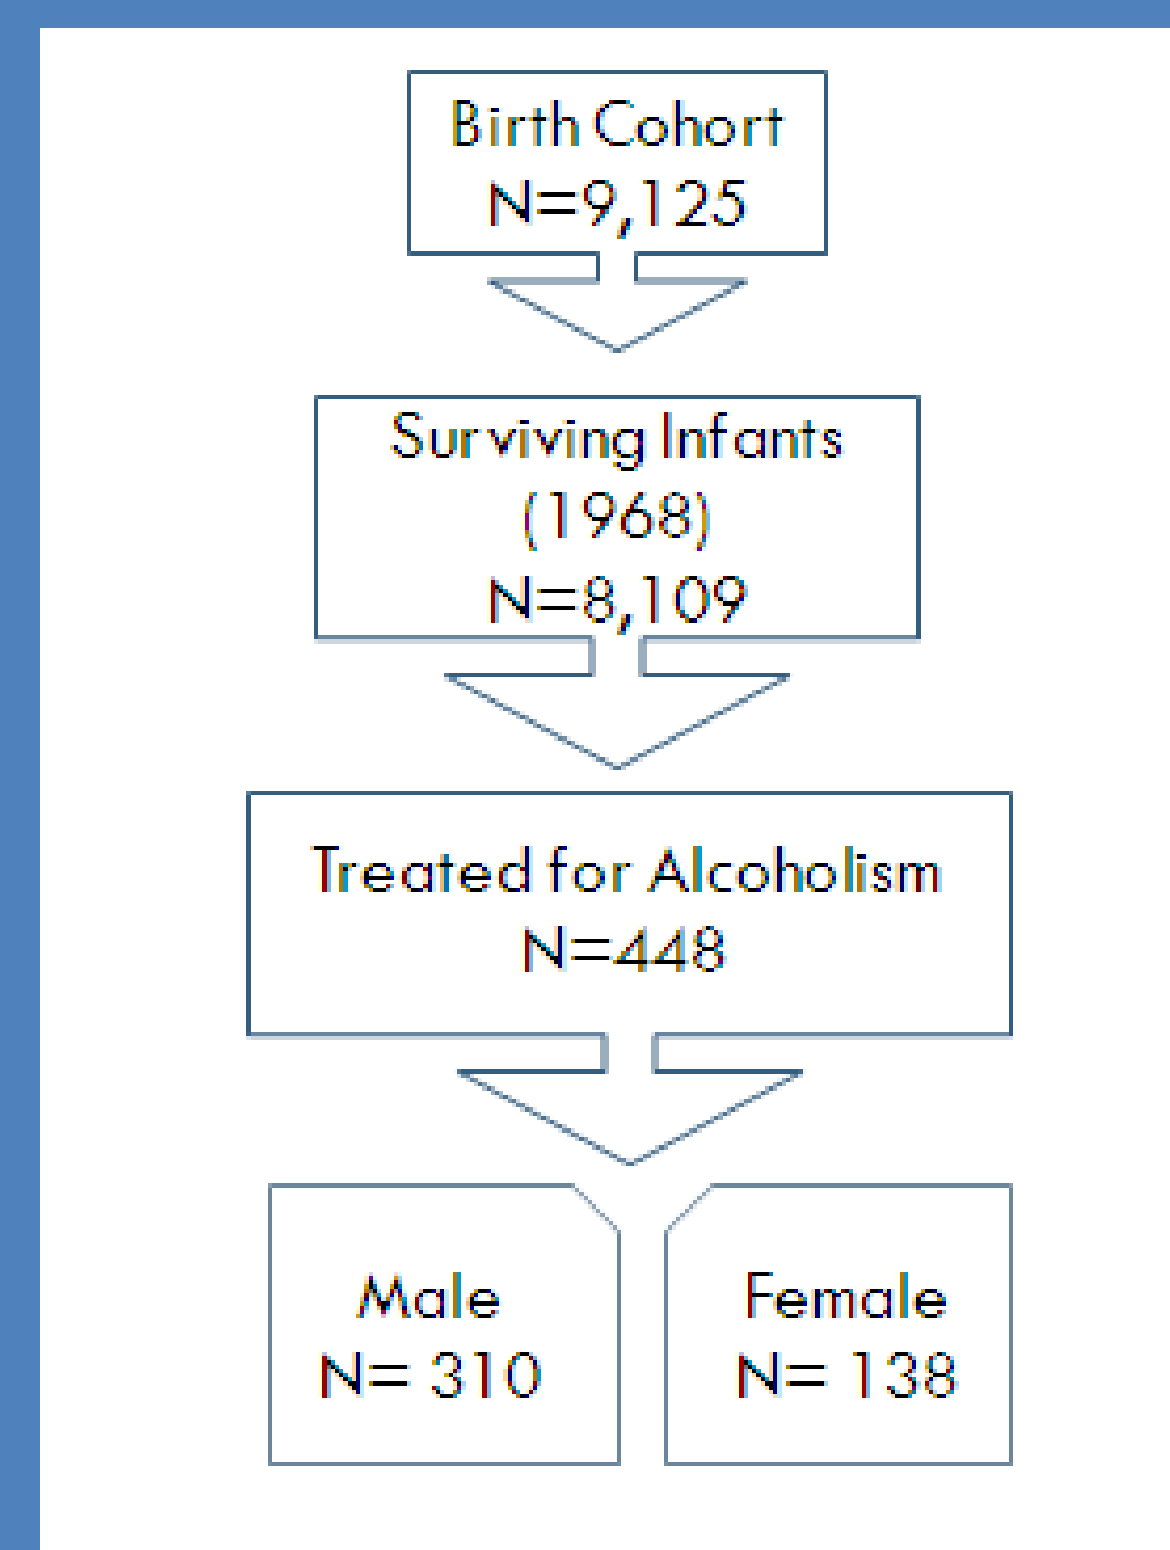 Birth Cohort
N=9,125
Surviving Infants
(1968)
N=8,109
Treated for Alcoholism
N=448
Male
N= 310
Female
N= 138